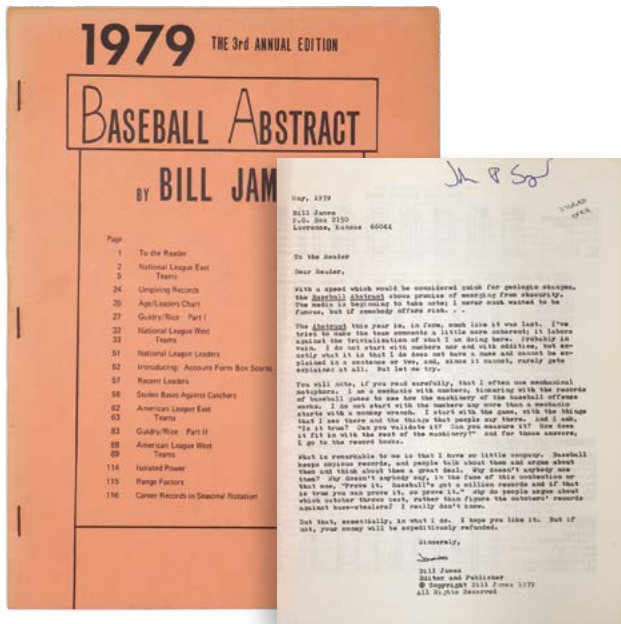 1979 THE 3rd ANNUAL EDITION
BASEBALL ABSTRACT
BY BILL JAM
Page
1 To the Reader
2 National League East
5 Teams
24 Umpiring Records
26 Age/Leaders Chart
27 Guidry/Rice Part I
32 National League West
33 Teams
51 National League Leaders
52 Introducing: Account Form Box Scores
57 Recent Leaders
58 Stolen Bases Against Catchers
62 American League East
63 Teams
83 Guidry/Rice Part II
88 American League West
89 Teams
114 Isolated Power
115 Range Factors
116 Career Records in Seasonal Notation
May, 1979
Bill James
P.O. Box 2150
Lawrence, Kansas 66044
To the Reader
Dear Reader,
With a speed which would be considered quick for geologic changes,
the Baseball Abstract shows promise of emerging from obscurity.
The media is beginning to take note; I never much wanted to be
famous, but if somebody offers rich. . .
The Abstract this year is, in form, much like it was last. I've
tried to make the team comments a little more coherent; it labors
against the trivialization of what I am doing here. Probably in
vain. I do not start with numbers nor end with oddities, but ex-
actly what it is that I do does not have a name and cannot be ex-
plained in a sentence or two, and, since it cannot, rarely gets
explained at all. But let me try.
You will note, if you read carefully, that I often use mechanical
metaphors. I am a mechanic with numbers, tinkering with the records
of baseball games to see how the machinery of the baseball offense
works. I do not start with the numbers any more than a mechanic
starts with a monkey wrench. I start with the game, with the things
that I see there and the things that people say there. And I ask,
"Is it true? Can you validate it? Can you measure it? How does
it fit in with the rest of the machinery?" And for those answers,
I go to the record books.
What is remarkable to me is that I have so little company. Baseball
keeps copious records, and people talk about them and argue about
them and think about them a great deal. Why doesn't anybody use
them? Why doesn't anybody say, in the face of this contention or
that one, "Prove it. Baseball's got a million records and if that
is true you can prove it, so prove it." Why do people argue about
which catcher throws best, rather than figure the catchers' records
against base-stealers? I really don't know.
But that, essentially, is what I do. I hope you like it. But if
not, your money will be expeditiously refunded.
Sincerely,
James
Bill James
Editor and Publisher
© Copyright Bill James 1979
All Rights Reserved